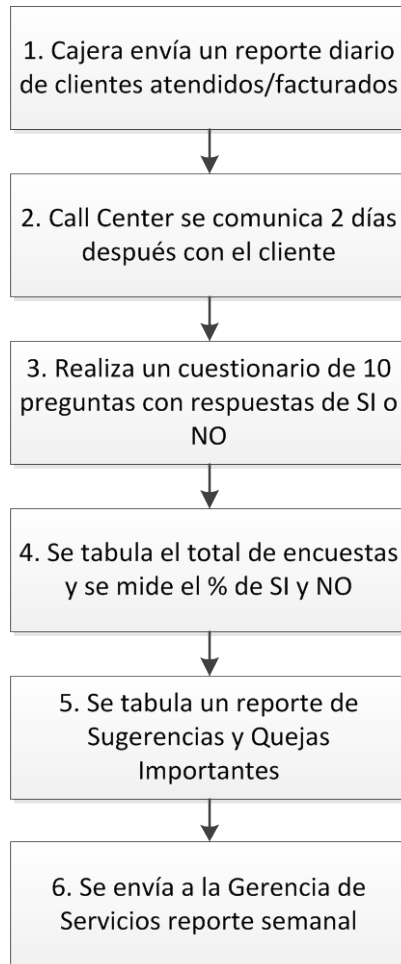 1. Cajera envía un reporte diario
de clientes atendidos/facturados
2. Call Center se comunica 2 días
después con el cliente
3. Realiza un cuestionario de 10
preguntas con respuestas de SI o
NO
4. Se tabula el total de encuestas
y se mide el % de SI y NO
5. Se tabula un reporte de
Sugerencias y Quejas
Importantes
6. Se envía a la Gerencia de
Servicios reporte semanal